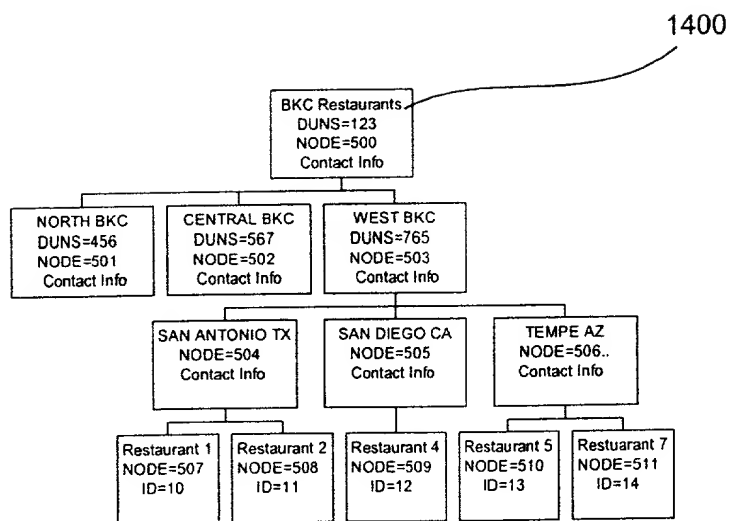 1400
BKC Restaurants
DUNS=123
NODE=500
Contact Info
NORTH BKC
DUNS=456
NODE=501
Contact Info
CENTRAL BKC
DUNS=567
NODE=502
Contact Info
WEST BKC
DUNS=765
NODE=503
Contact Info
SAN ANTONIO TX
NODE=504
Contact Info
SAN DIEGO CA
NODE=505
Contact Info
TEMPE AZ
NODE=506..
Contact Info
Restaurant 1
NODE=507
ID=10
Restaurant 2
NODE=508
ID=11
Restaurant 4
NODE=509
ID=12
Restaurant 5
NODE=510
ID=13
Restuarant 7
NODE=511
ID=14